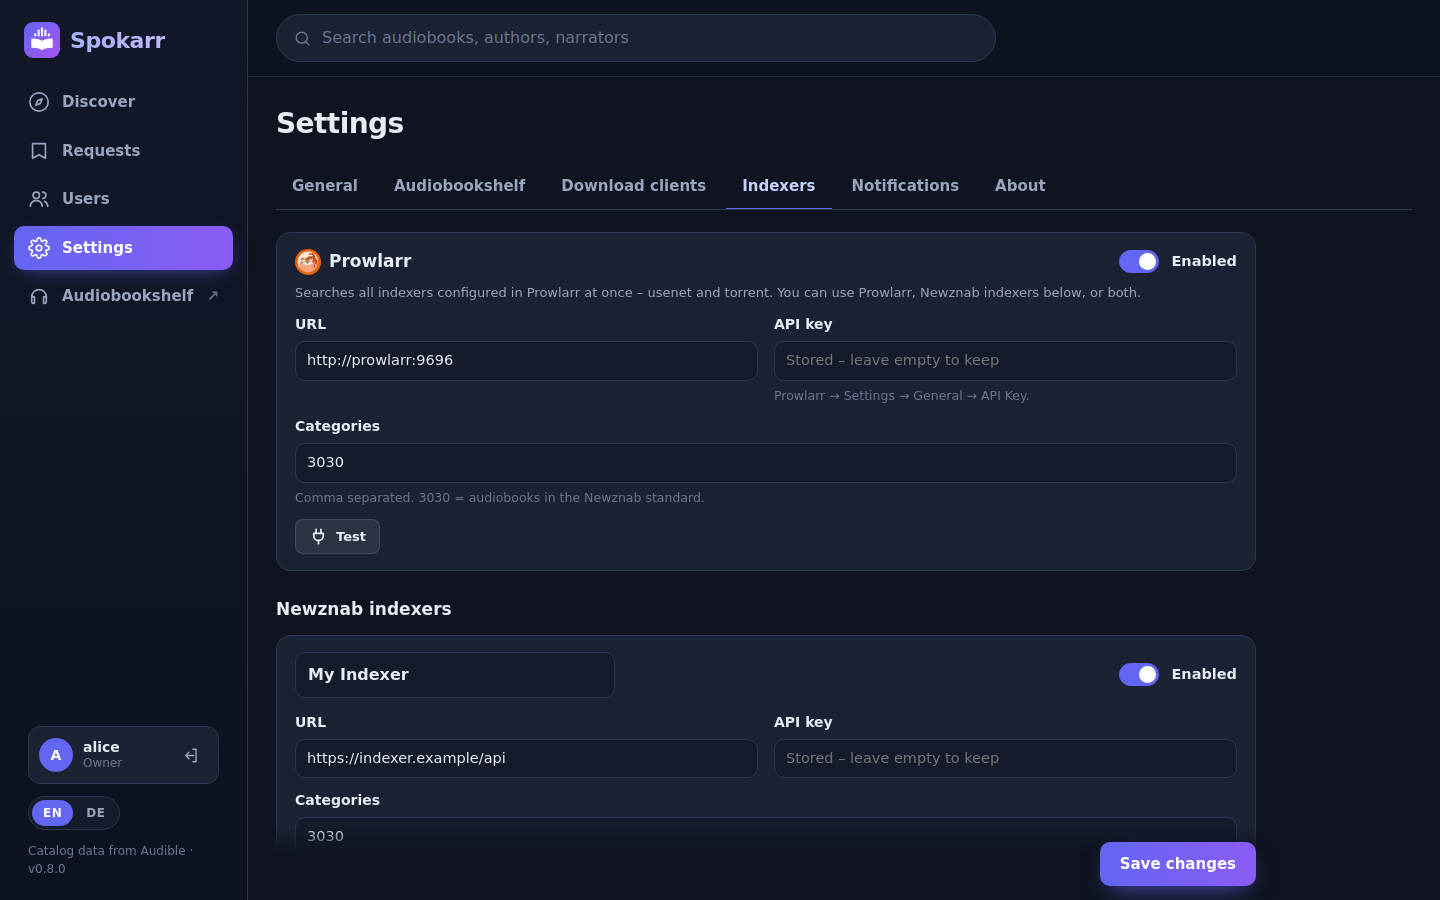 Spokarr
Search audiobooks, authors, narrators
Discover
Requests
Users
Settings
Audiobookshelf ↗
Settings
General Audiobookshelf Download clients Indexers Notifications About
Prowlarr
Enabled
Searches all indexers configured in Prowlarr at once – usenet and torrent. You can use Prowlarr, Newznab indexers below, or both.
URL
API key
http://prowlarr:9696
Stored – leave empty to keep
Prowlarr → Settings → General → API Key.
Categories
3030
Comma separated. 3030 = audiobooks in the Newznab standard.
Test
Newznab indexers
My Indexer
Enabled
URL
API key
https://indexer.example/api
Stored – leave empty to keep
Categories
3030
Save changes
A
alice
Owner
EN DE
Catalog data from Audible ·
v0.8.0